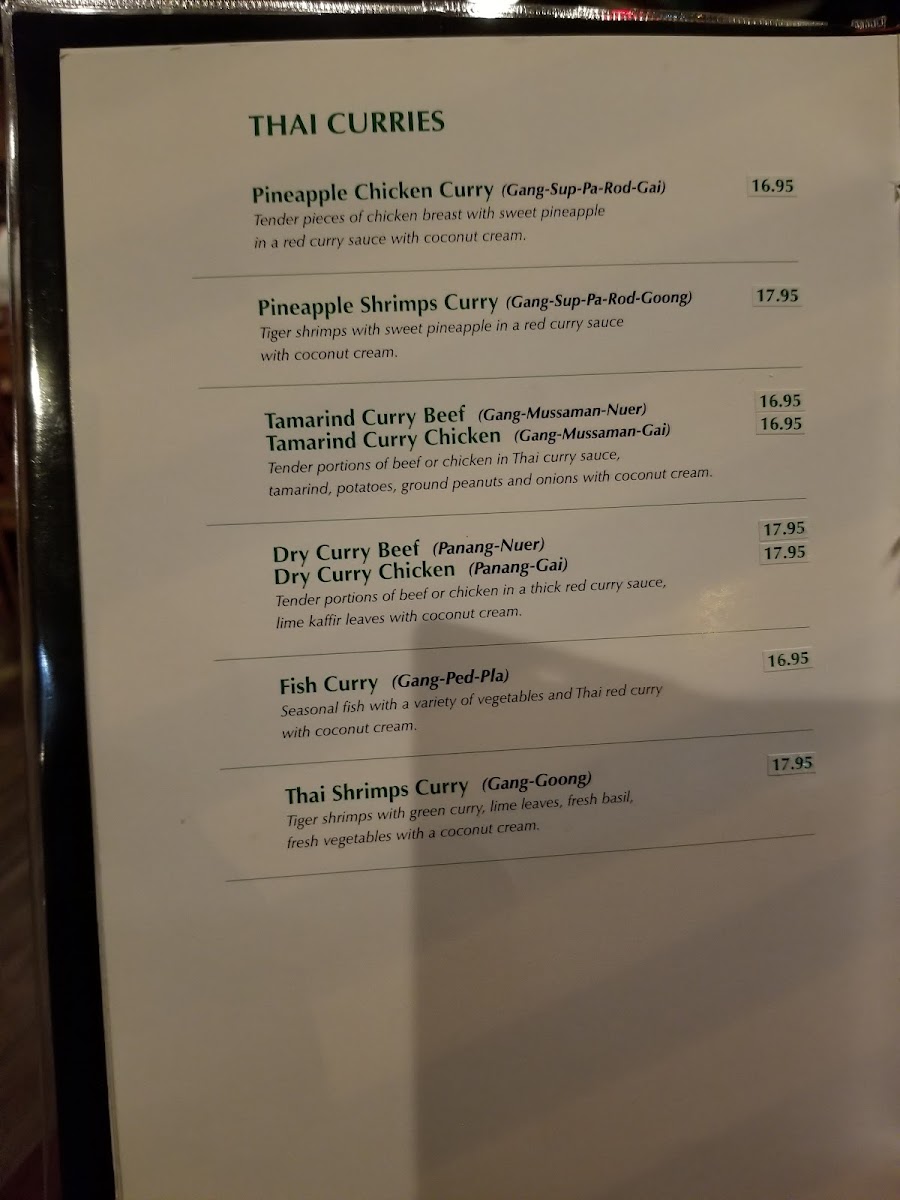 THAI CURRIES
Pineapple Chicken Curry (Gang-Sup-Pa-Rod-Gai) 16.95
Tender pieces of chicken breast with sweet pineapple
in a red curry sauce with coconut cream.
Pineapple Shrimps Curry (Gang-Sup-Pa-Rod-Goong) 17.95
Tiger shrimps with sweet pineapple in a red curry sauce
with coconut cream.
Tamarind Curry Beef (Gang-Mussaman-Nuer) 16.95
Tamarind Curry Chicken (Gang-Mussaman-Gai) 16.95
Tender portions of beef or chicken in Thai curry sauce,
tamarind, potatoes, ground peanuts and onions with coconut cream.
Dry Curry Beef (Panang-Nuer) 17.95
Dry Curry Chicken (Panang-Gai) 17.95
Tender portions of beef or chicken in a thick red curry sauce,
lime kaffir leaves with coconut cream.
Fish Curry (Gang-Ped-Pla) 16.95
Seasonal fish with a variety of vegetables and Thai red curry
with coconut cream.
Thai Shrimps Curry (Gang-Goong) 17.95
Tiger shrimps with green curry, lime leaves, fresh basil,
fresh vegetables with a coconut cream.